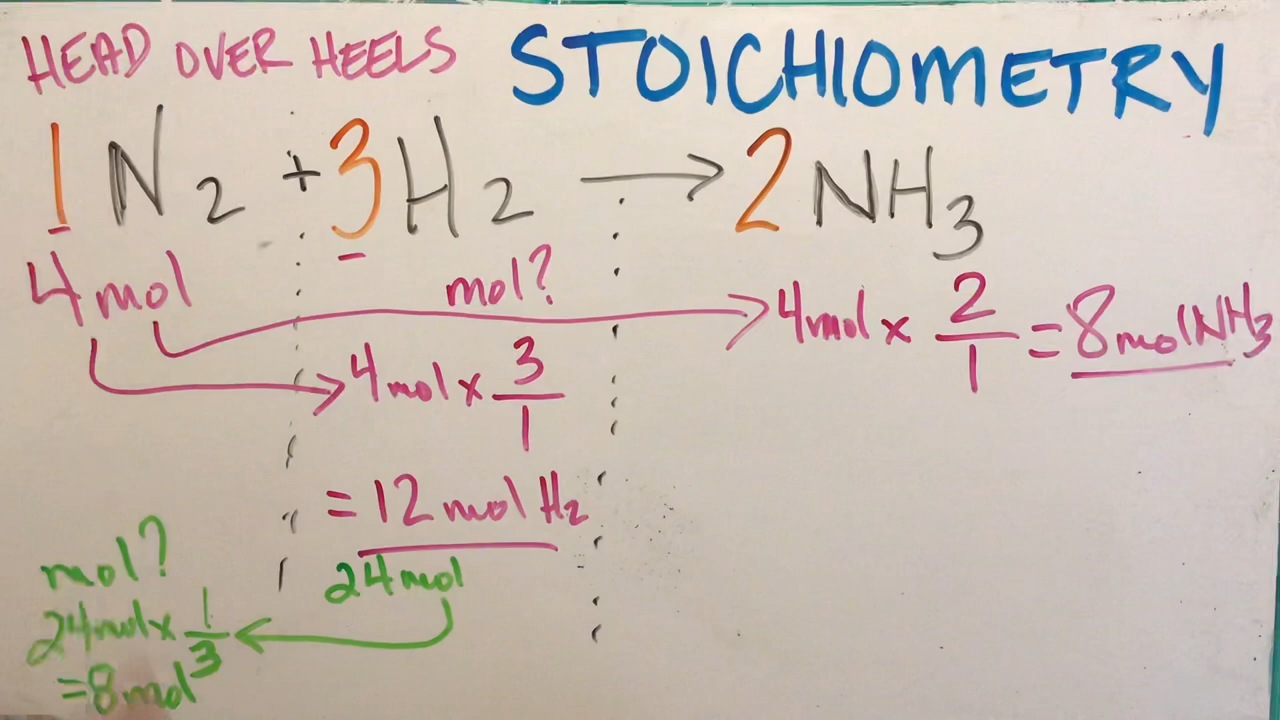 HEAD OVER HEELS STOICHIOMETRY
1 N2 + 3 H2 → 2 NH3
4 mol
mol?
4 mol x 2/1 = 8 mol NH3
4 mol x 3/1
= 12 mol H2
24 mol
mol?
24 mol x 1/3
= 8 mol